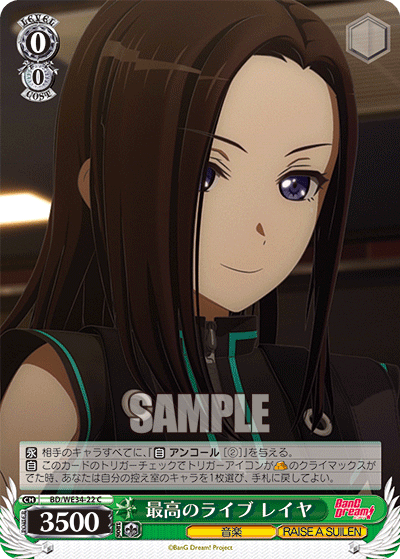 LEVEL
0
0
COST
SAMPLE
永 相手のキャラすべてに、『自 アンコール [②]』を与える。
自 このカードのトリガーチェックでトリガーアイコンがのクライマックスが
でた時、あなたは自分の控え室のキャラを1枚選び、手札に戻してよい。
CH BD/WE34-22 C
POWER 3500
最高のライブ レイヤ
BanG Dream!
音楽
RAISE A SUILEN
©BanG Dream! Project